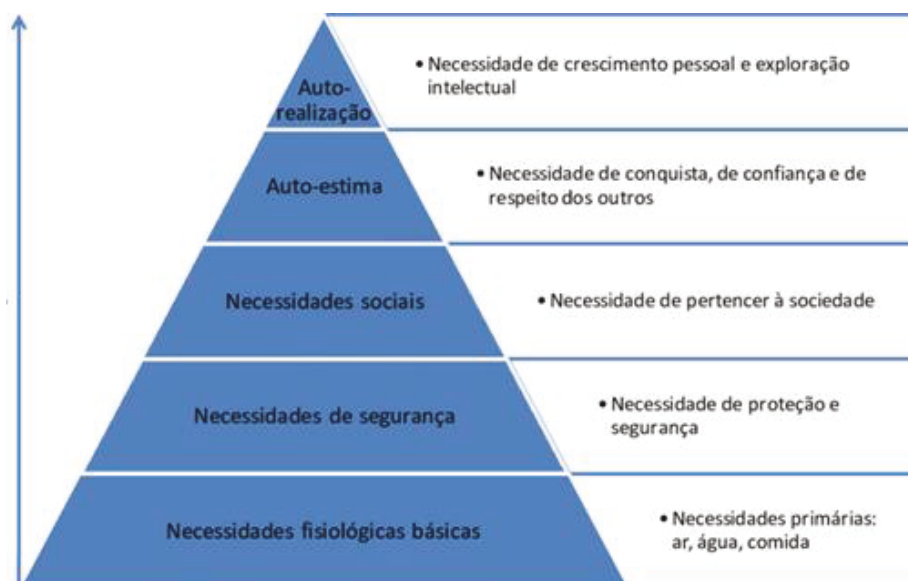 Auto-
realização
• Necessidade de crescimento pessoal e exploração
intelectual
Auto-estima
• Necessidade de conquista, de confiança e de
respeito dos outros
Necessidades sociais
• Necessidade de pertencer à sociedade
Necessidades de segurança
• Necessidade de proteção e
segurança
Necessidades fisiológicas básicas
• Necessidades primárias:
ar, água, comida